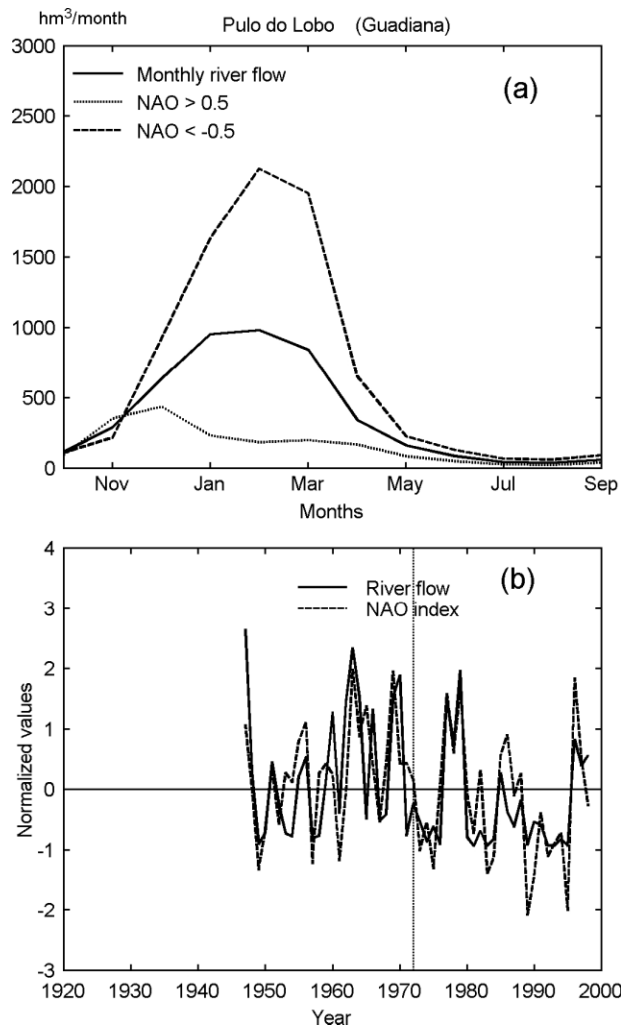 hm³/month
Pulo do Lobo (Guadiana)
3000
2500
2000
1500
1000
500
0
Monthly river flow
NAO > 0.5
NAO < -0.5
(a)
Nov Jan Mar May Jul Sep
Months
4
3
2
1
0
-1
-2
-3
Normalized values
River flow
NAO index
(b)
1920 1930 1940 1950 1960 1970 1980 1990 2000
Year